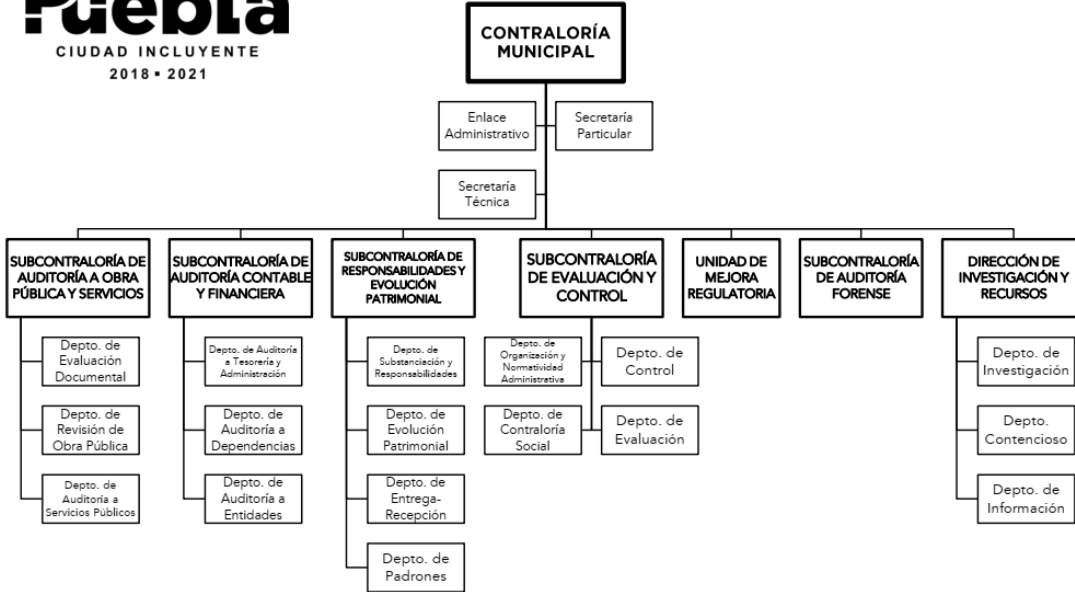 Puebla
CIUDAD INCLUYENTE
2018 ▪ 2021
CONTRALORÍA
MUNICIPAL
Enlace
Administrativo
Secretaría
Particular
Secretaría
Técnica
SUBCONTRALORÍA DE
AUDITORÍA A OBRA
PÚBLICA Y SERVICIOS
SUBCONTRALORÍA DE
AUDITORÍA CONTABLE
Y FINANCIERA
SUBCONTRALORÍA DE
RESPONSABILIDADES Y
EVOLUCIÓN
PATRIMONIAL
SUBCONTRALORÍA
DE EVALUACIÓN Y
CONTROL
UNIDAD DE
MEJORA
REGULATORIA
SUBCONTRALORÍA
DE AUDITORÍA
FORENSE
DIRECCIÓN DE
INVESTIGACIÓN Y
RECURSOS
Depto. de
Evaluación
Documental
Depto. de
Revisión de
Obra Pública
Depto. de
Auditoría a
Servicios Públicos
Depto. de Auditoría
a Tesorería y
Administración
Depto. de
Auditoría a
Dependencias
Depto. de
Auditoría a
Entidades
Depto. de
Substanciación y
Responsabilidades
Depto. de
Evolución
Patrimonial
Depto. de
Entrega-
Recepción
Depto. de
Padrones
Depto. de
Organización y
Normatividad
Administrativa
Depto. de
Control
Depto. de
Contraloría
Social
Depto. de
Evaluación
Depto. de
Investigación
Depto.
Contencioso
Depto. de
Información